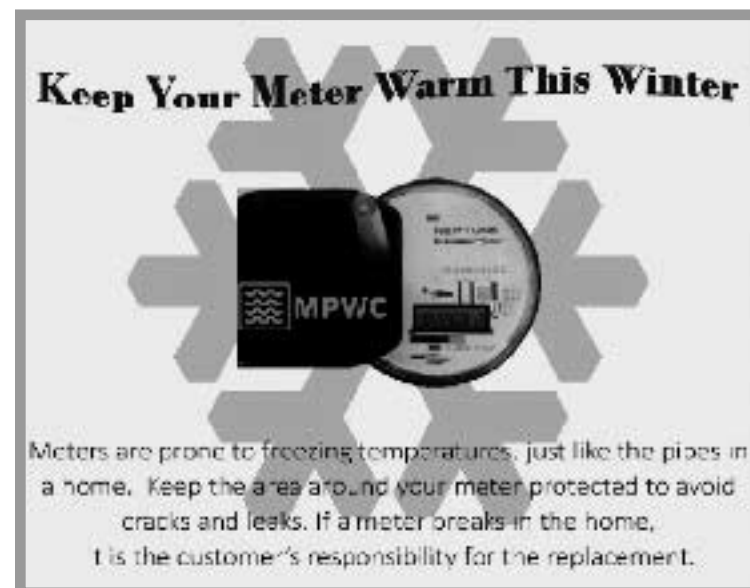 Keep Your Meter Warm This Winter
MPWC
Meters are prone to freezing temperatures, just like the pipes in
a home. Keep the area around your meter protected to avoid
cracks and leaks. If a meter breaks in the home,
t is the customer's responsibility for the replacement.